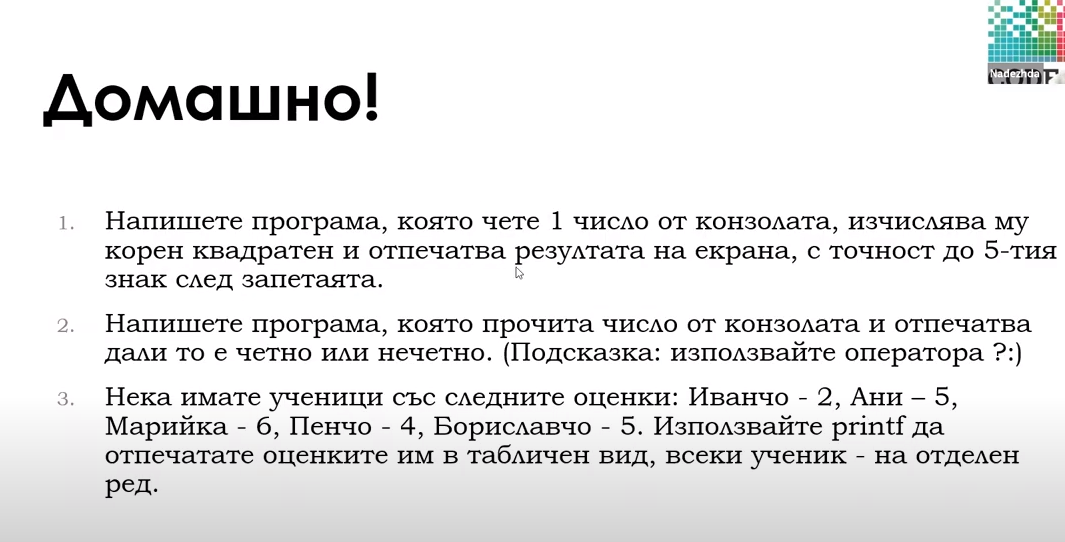 Nadezhda
Домашно!
1. Напишете програма, която чете 1 число от конзолата, изчислява му
корен квадратен и отпечатва резултата на екрана, с точност до 5-тия
знак след запетаята.
2. Напишете програма, която прочита число от конзолата и отпечатва
дали то е четно или нечетно. (Подсказка: използвайте оператора ?:)
3. Нека имате ученици със следните оценки: Иванчо - 2, Ани – 5,
Марийка - 6, Пенчо - 4, Бориславчо - 5. Използвайте printf да
отпечатате оценките им в табличен вид, всеки ученик - на отделен
ред.